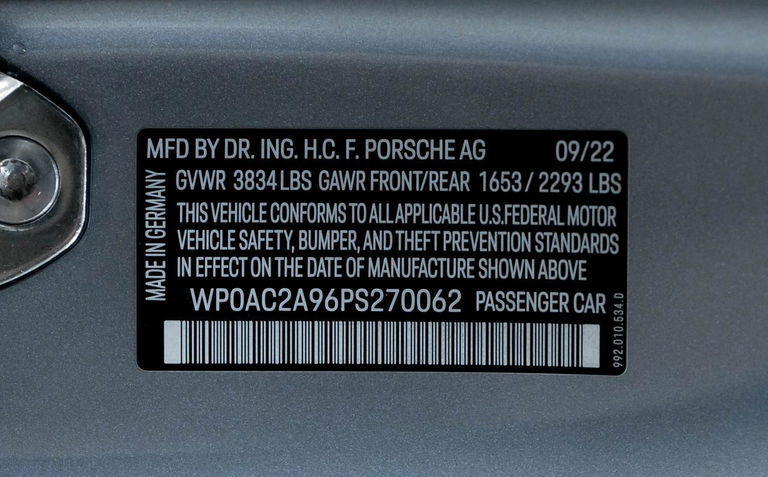 MFD BY DR. ING. H.C. F. PORSCHE AG 09/22
GVWR 3834 LBS GAWR FRONT/REAR 1653 / 2293 LBS
THIS VEHICLE CONFORMS TO ALL APPLICABLE U.S.FEDERAL MOTOR
VEHICLE SAFETY, BUMPER, AND THEFT PREVENTION STANDARDS
IN EFFECT ON THE DATE OF MANUFACTURE SHOWN ABOVE
WP0AC2A96PS270062 PASSENGER CAR
MADE IN GERMANY
992.010.534.D